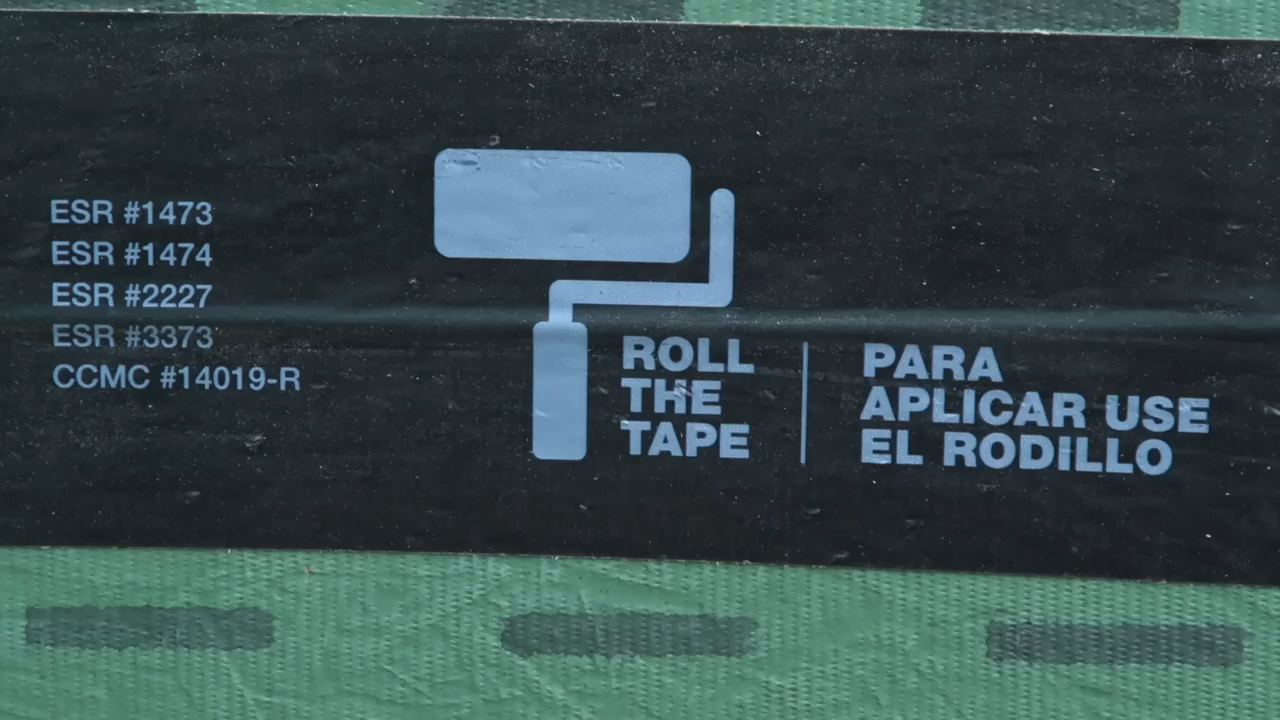 ESR #1473
ESR #1474
ESR #2227
ESR #3373
CCMC #14019-R
ROLL
THE
TAPE
PARA
APLICAR USE
EL RODILLO